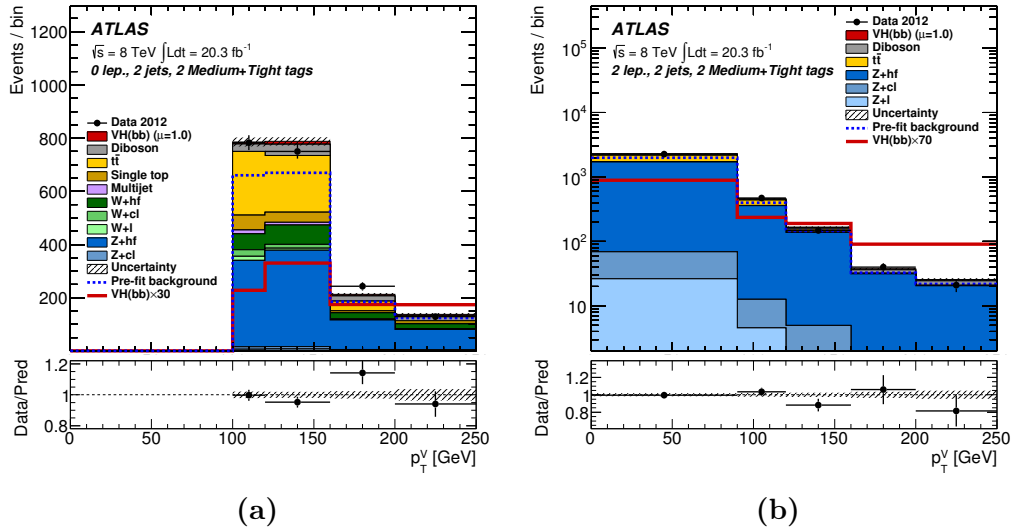 ATLAS
√s = 8 TeV ∫Ldt = 20.3 fb⁻¹
0 lep., 2 jets, 2 Medium+Tight tags
Data 2012
VH(bb) (μ=1.0)
Diboson
tt̄
Single top
Multijet
W+hf
W+cl
W+l
Z+hf
Z+cl
Uncertainty
Pre-fit background
VH(bb)×30
Events / bin
1200
1000
800
600
400
200
Data/Pred
1.2
1
0.8
0 50 100 150 200 250
p_T^V [GeV]
(a)
ATLAS
√s = 8 TeV ∫Ldt = 20.3 fb⁻¹
2 lep., 2 jets, 2 Medium+Tight tags
Data 2012
VH(bb) (μ=1.0)
Diboson
tt̄
Z+hf
Z+cl
Z+l
Uncertainty
Pre-fit background
VH(bb)×70
Events / bin
10⁵
10⁴
10³
10²
10
Data/Pred
1.2
1
0.8
0 50 100 150 200 250
p_T^V [GeV]
(b)